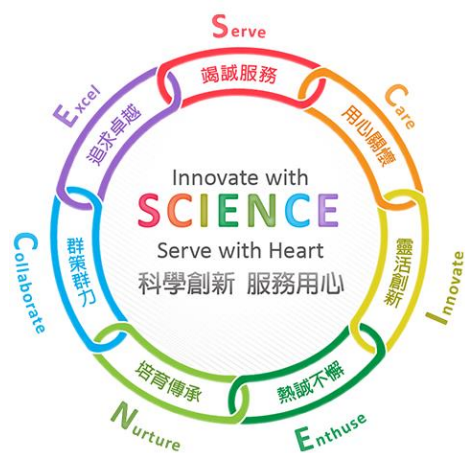 Serve
竭誠服務
Care
用心關懷
Innovate
靈活創新
Enthuse
熱誠不懈
Nurture
培育傳承
Collaborate
群策群力
Excel
追求卓越
Innovate with
SCIENCE
Serve with Heart
科學創新 服務用心